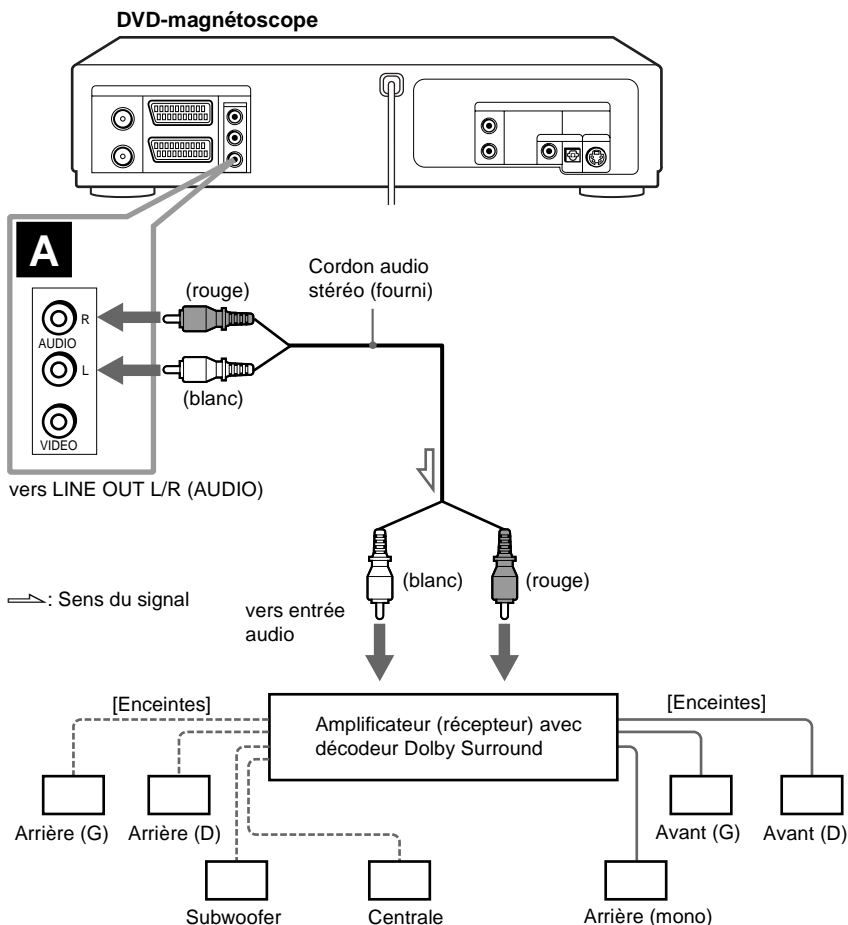 DVD-magnétoscope
A
Cordon audio
stéréo (fourni)
(rouge)
R
AUDIO
L
(blanc)
VIDEO
vers LINE OUT L/R (AUDIO)
: Sens du signal
(blanc)
(rouge)
vers entrée
audio
[Enceintes]
[Enceintes]
Amplificateur (récepteur) avec
décodeur Dolby Surround
Arrière (G)
Arrière (D)
Avant (G)
Avant (D)
Subwoofer
Centrale
Arrière (mono)